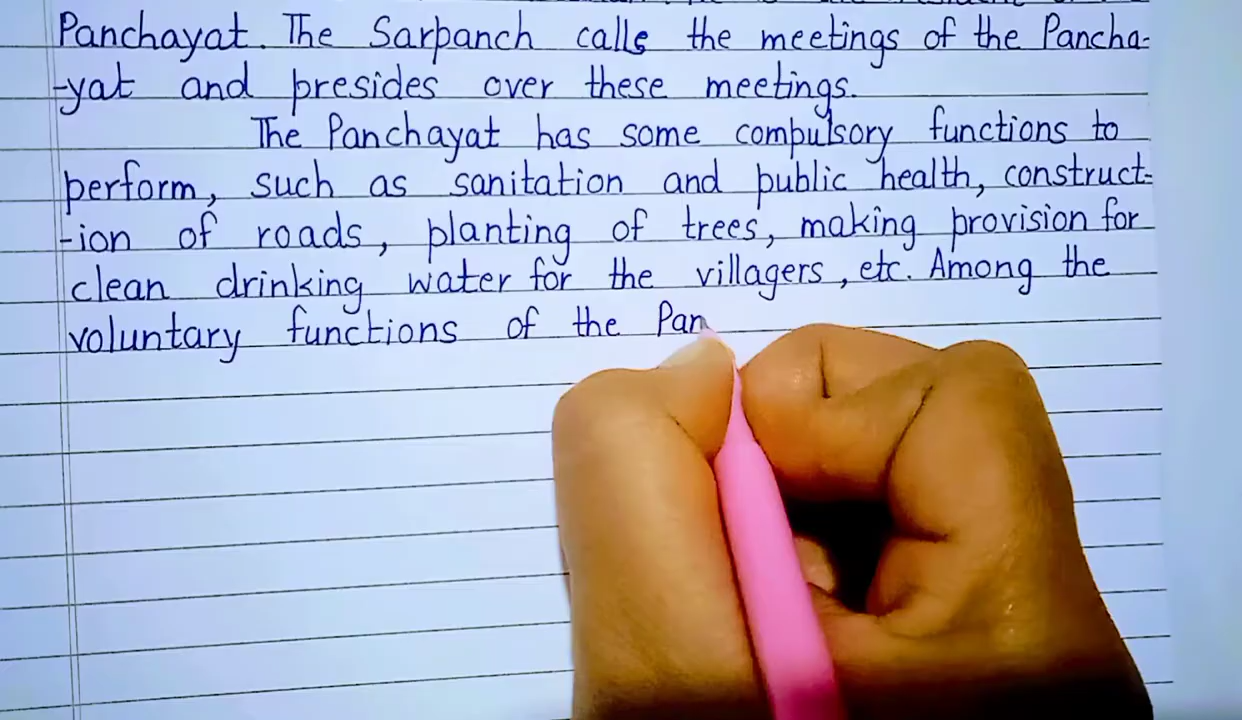 Panchayat. The Sarpanch calls the meetings of the Pancha-
-yat and presides over these meetings.
The Panchayat has some compulsory functions to
perform, such as sanitation and public health, construct-
-ion of roads, planting of trees, making provision for
clean drinking water for the villagers, etc. Among the
voluntary functions of the Pan